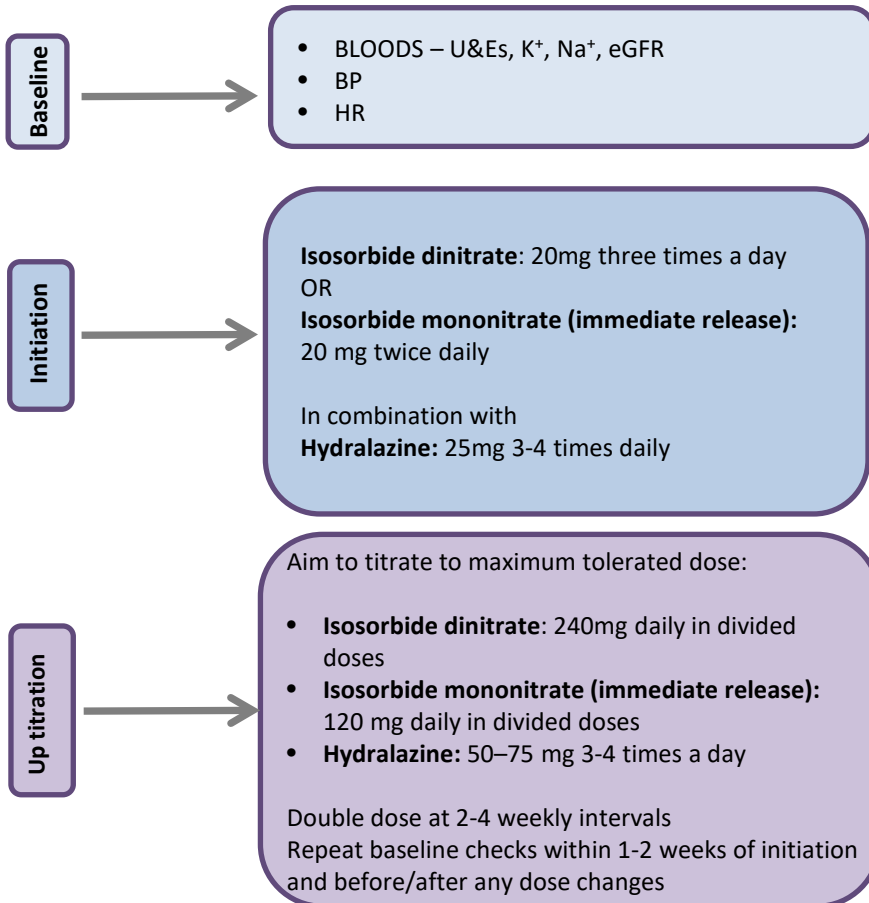 Baseline
• BLOODS – U&Es, K⁺, Na⁺, eGFR
• BP
• HR
Initiation
Isosorbide dinitrate: 20mg three times a day
OR
Isosorbide mononitrate (immediate release):
20 mg twice daily
In combination with
Hydralazine: 25mg 3-4 times daily
Up titration
Aim to titrate to maximum tolerated dose:
• Isosorbide dinitrate: 240mg daily in divided
doses
• Isosorbide mononitrate (immediate release):
120 mg daily in divided doses
• Hydralazine: 50–75 mg 3-4 times a day
Double dose at 2-4 weekly intervals
Repeat baseline checks within 1-2 weeks of initiation
and before/after any dose changes